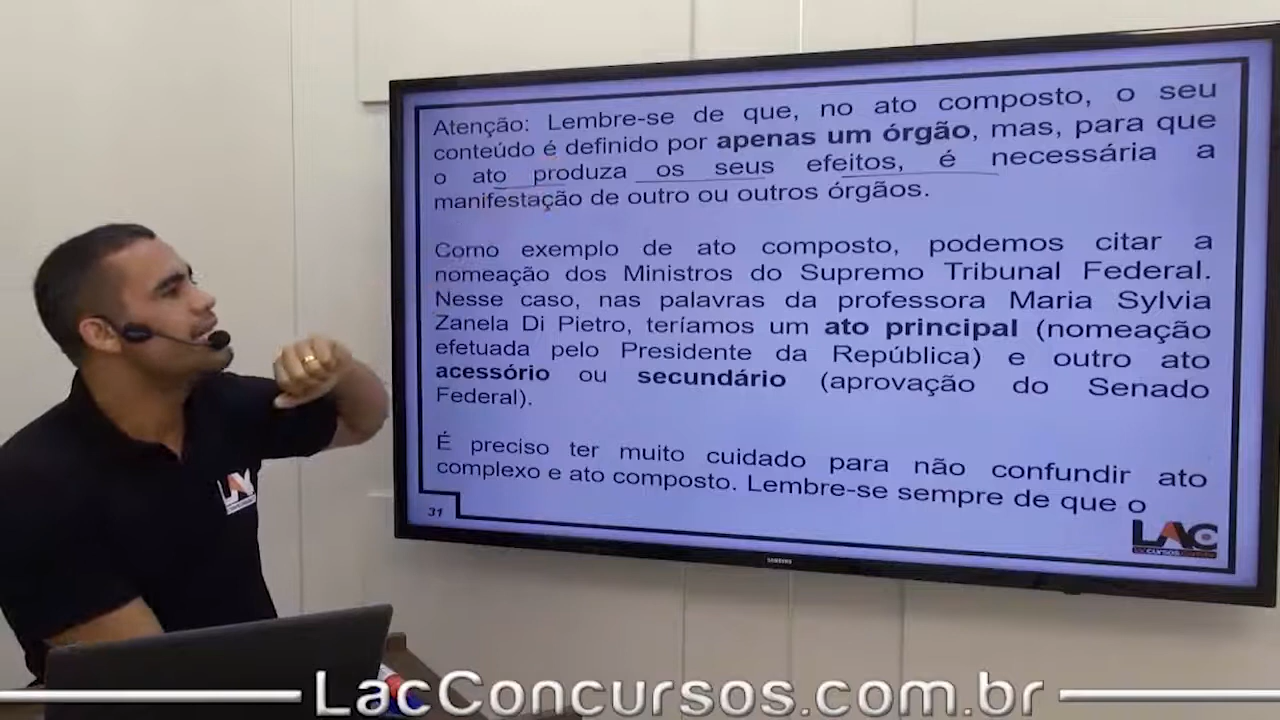 Atenção: Lembre-se de que, no ato composto, o seu
conteúdo é definido por apenas um órgão, mas, para que
o ato produza os seus efeitos, é necessária a
manifestação de outro ou outros órgãos.
Como exemplo de ato composto, podemos citar a
nomeação dos Ministros do Supremo Tribunal Federal.
Nesse caso, nas palavras da professora Maria Sylvia
Zanela Di Pietro, teríamos um ato principal (nomeação
efetuada pelo Presidente da República) e outro ato
acessório ou secundário (aprovação do Senado
Federal).
É preciso ter muito cuidado para não confundir ato
complexo e ato composto. Lembre-se sempre de que o
31
LAC
SAMSUNG
LAC
LacConcursos.com.br